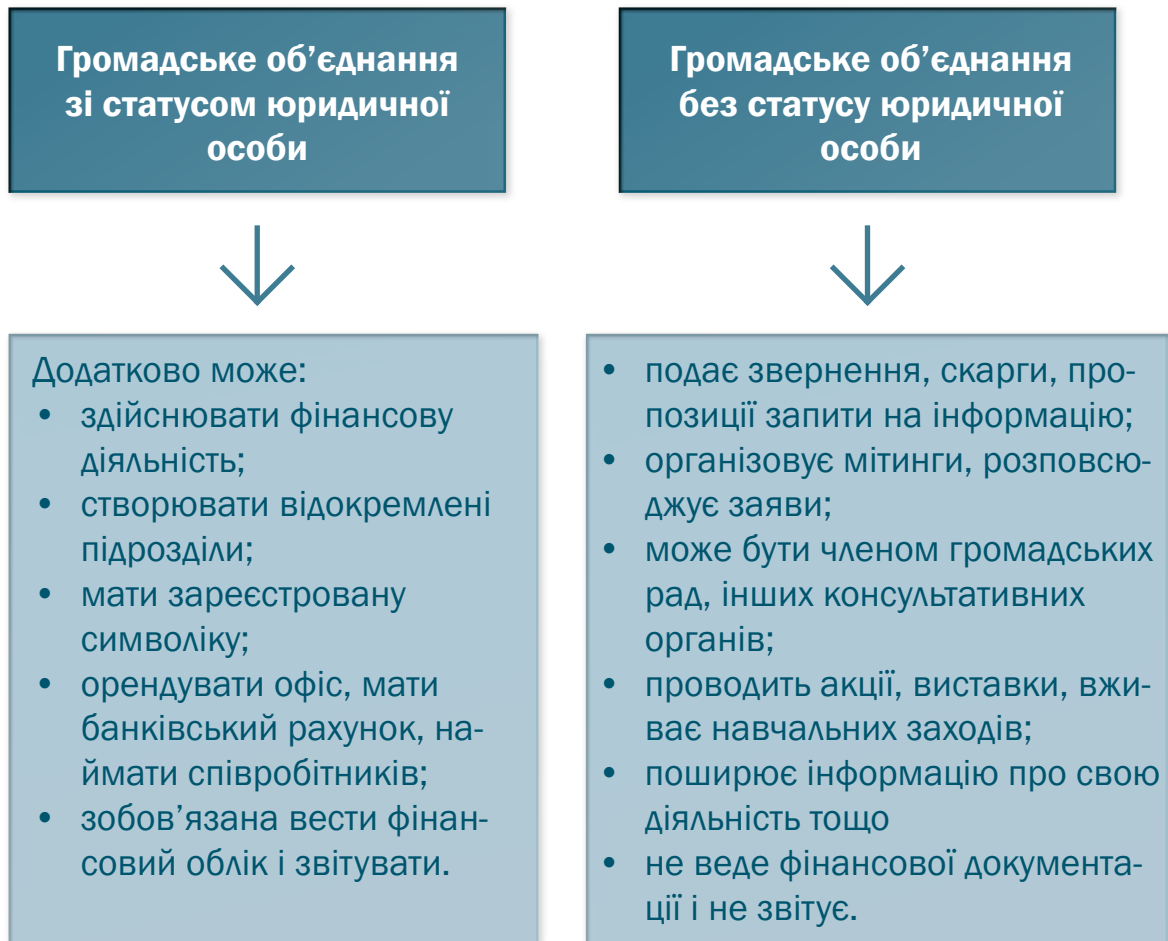 Громадське об’єднання
зі статусом юридичної
особи
Громадське об’єднання
без статусу юридичної
особи
Додатково може:
• здійснювати фінансову
діяльність;
• створювати відокремлені
підрозділи;
• мати зареєстровану
символіку;
• орендувати офіс, мати
банківський рахунок, на-
ймати співробітників;
• зобов’язана вести фінан-
совий облік і звітувати.
• подає звернення, скарги, про-
позиції запити на інформацію;
• організовує мітинги, розповсю-
джує заяви;
• може бути членом громадських
рад, інших консультативних
органів;
• проводить акції, виставки, вжи-
ває навчальних заходів;
• поширює інформацію про свою
діяльність тощо
• не веде фінансової документа-
ції і не звітує.